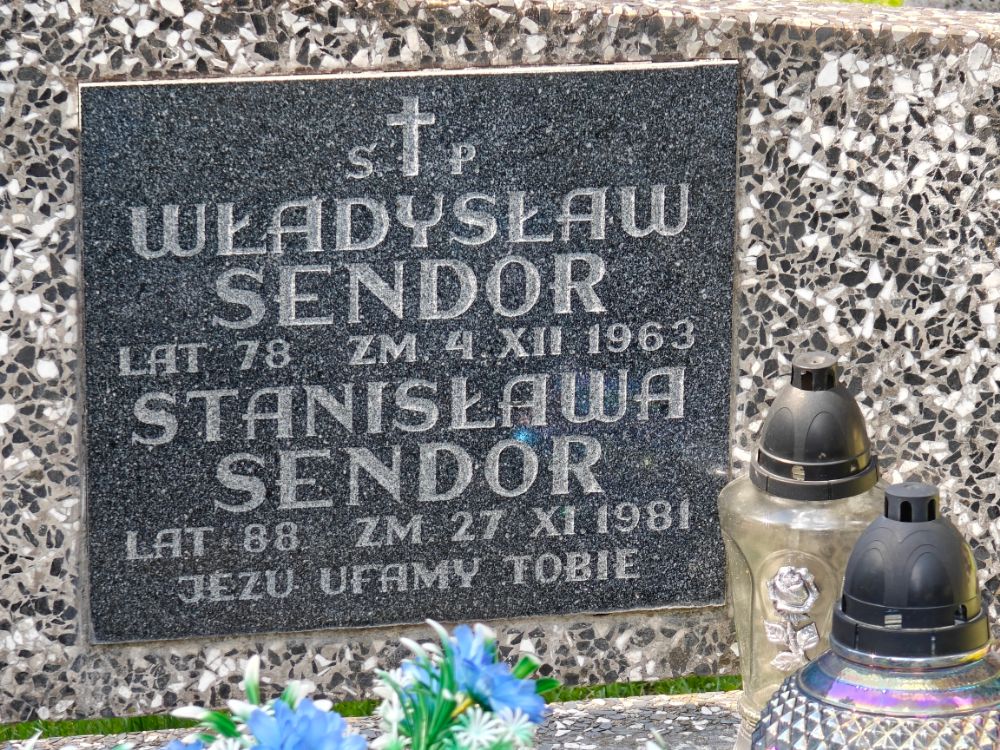 Ś. P
WŁADYSŁAW
SENDOR
LAT 78 ZM. 4. XII. 1963
STANISŁAWA
SENDOR
LAT 88. ZM. 27. XI. 1981
JEZU UFAMY TOBIE